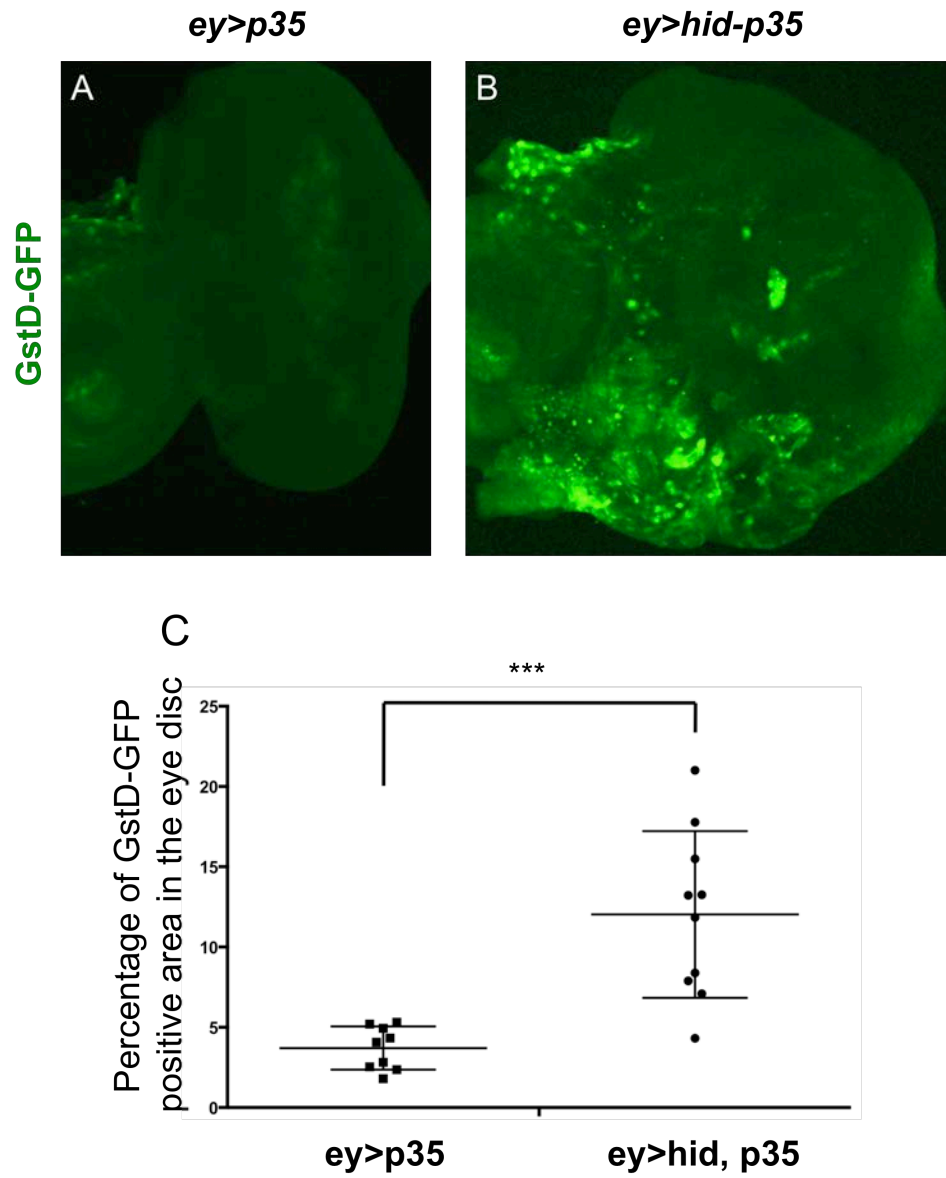 ey>p35
ey>hid-p35
A
B
GstD-GFP
C
***
Percentage of GstD-GFP
positive area in the eye disc
25
20
15
10
5
0
ey>p35
ey>hid, p35